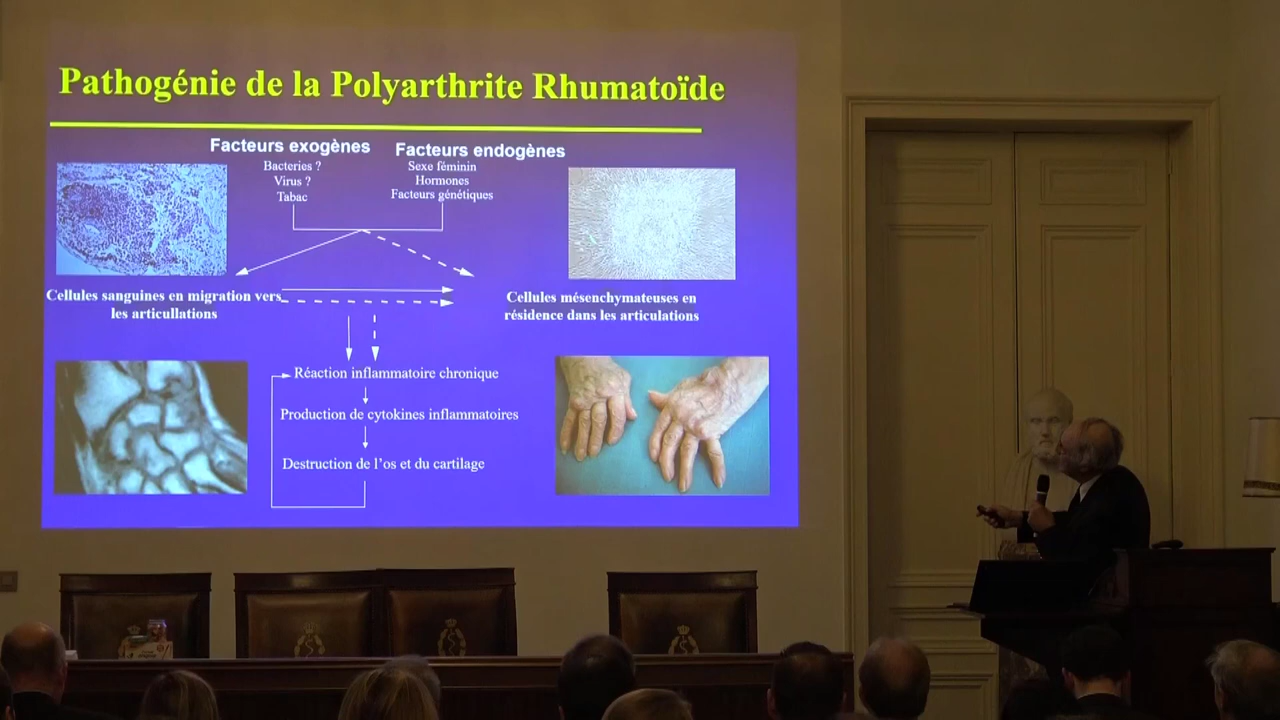 Pathogénie de la Polyarthrite Rhumatoïde
Facteurs exogènes
Bacteries ?
Virus ?
Tabac
Facteurs endogènes
Sexe féminin
Hormones
Facteurs génétiques
Cellules sanguines en migration vers
les articullations
Cellules mésenchymateuses en
résidence dans les articulations
Réaction inflammatoire chronique
Production de cytokines inflammatoires
Destruction de l'os et du cartilage